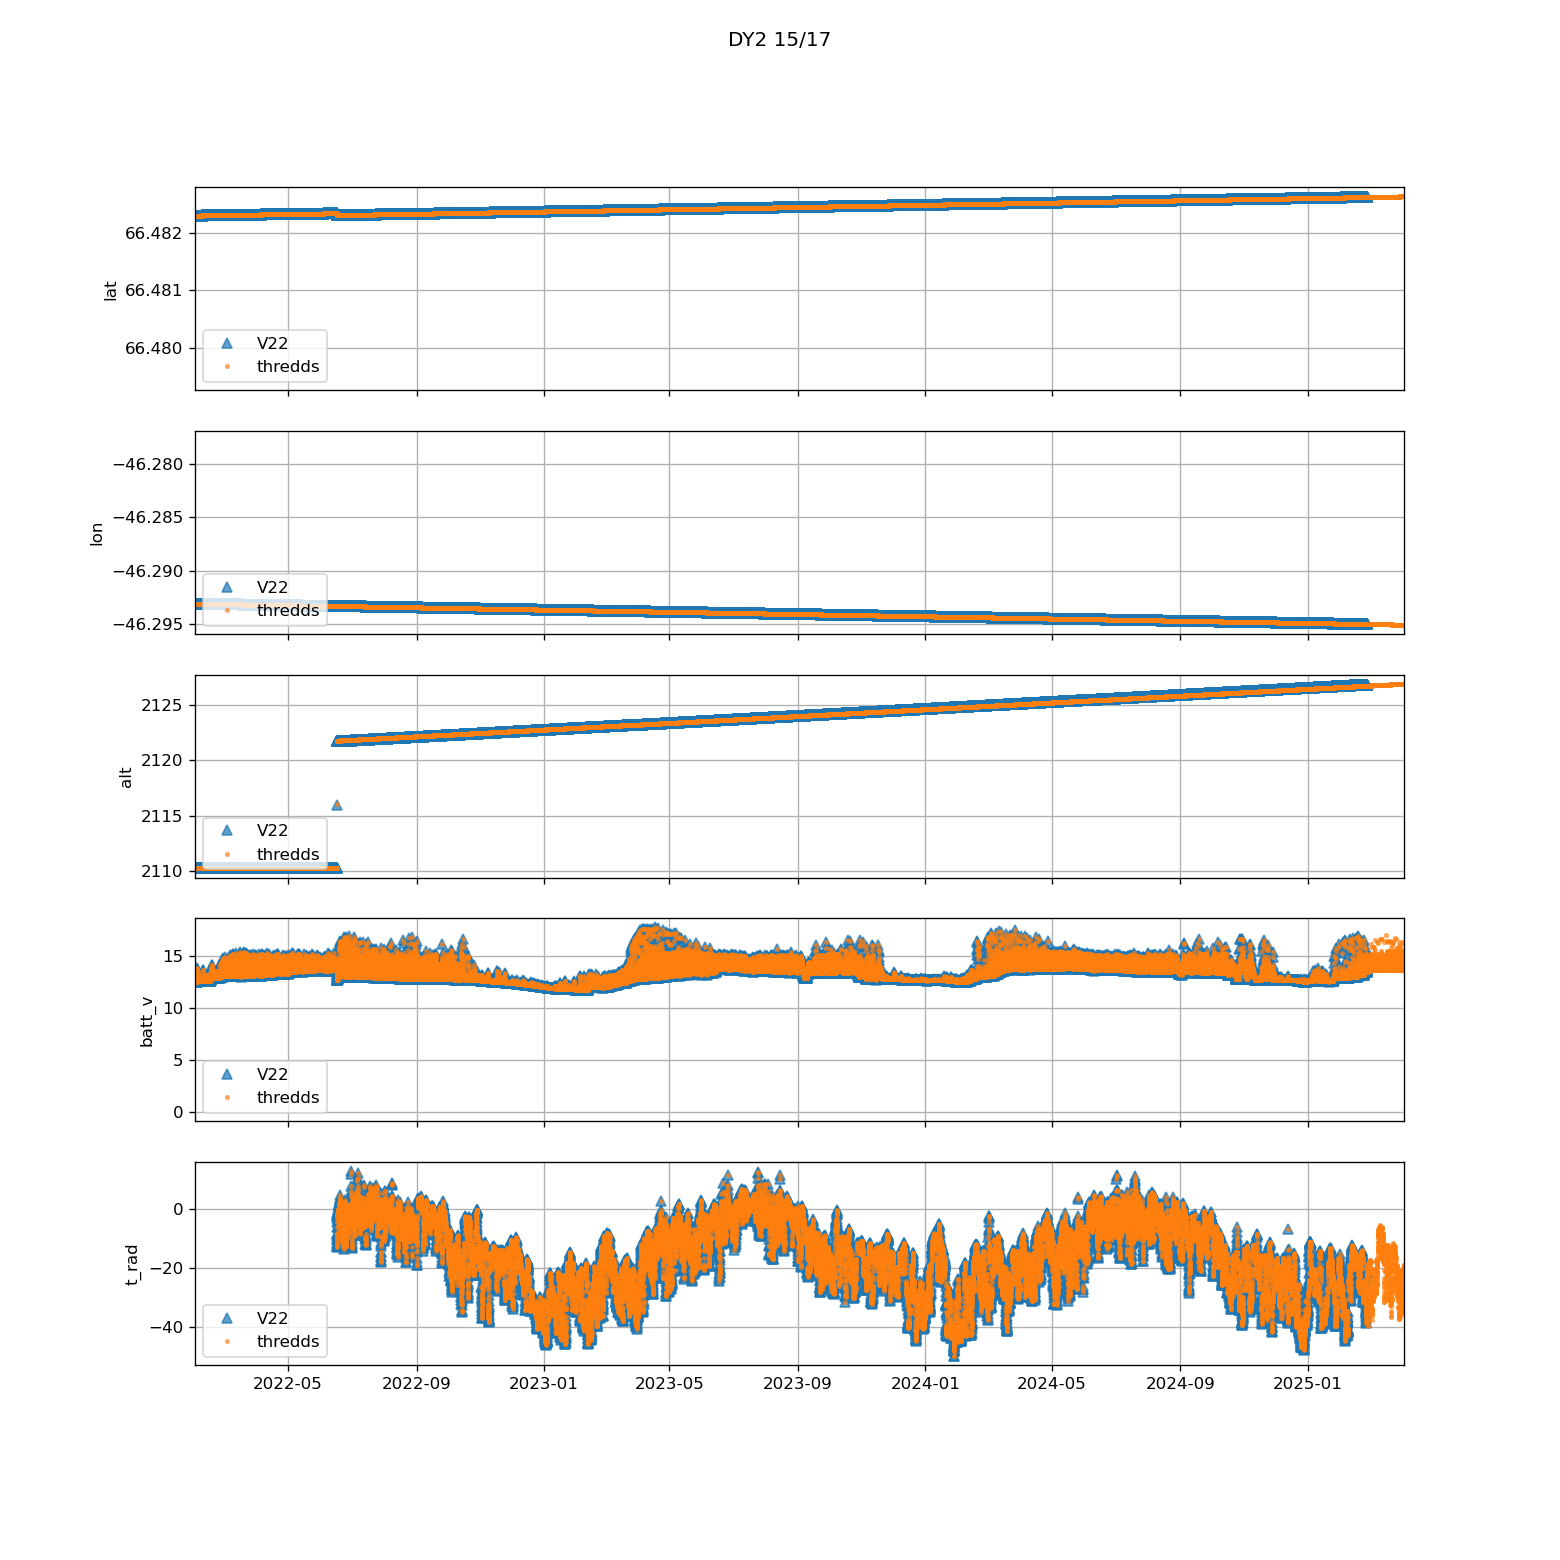 DY2 15/17
66.482
66.481
66.480
lat
V22
thredds
−46.280
−46.285
−46.290
−46.295
lon
V22
thredds
2125
2120
2115
2110
alt
V22
thredds
15
10
5
0
batt_v
V22
thredds
0
−20
−40
t_rad
V22
thredds
2022-05 2022-09 2023-01 2023-05 2023-09 2024-01 2024-05 2024-09 2025-01